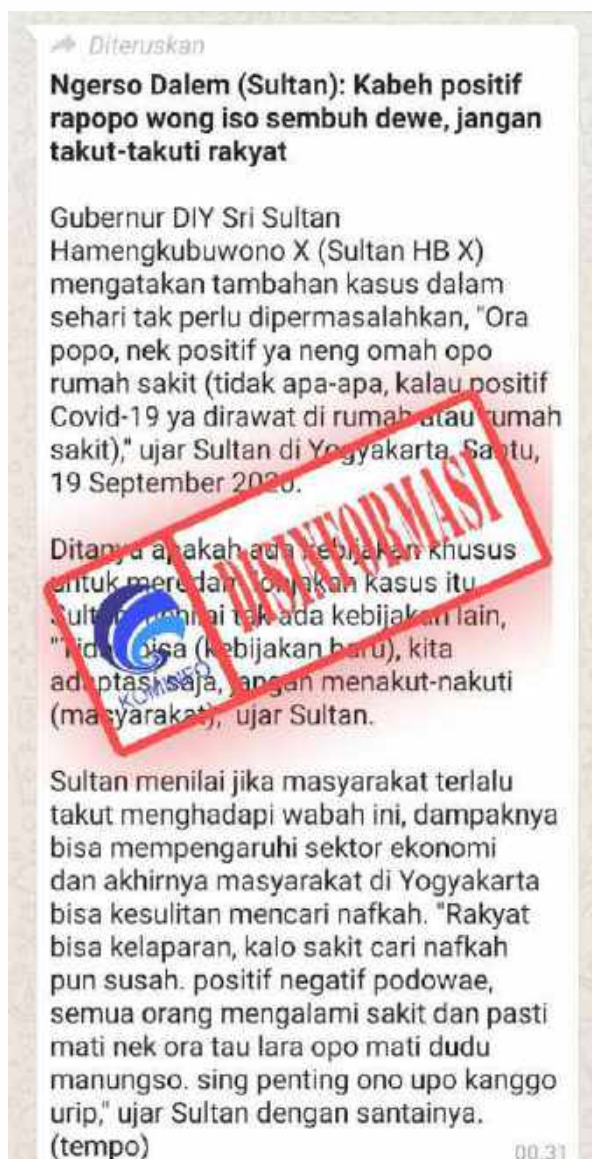 Diteruskan
Ngerso Dalem (Sultan): Kabeh positif
rapopo wong iso sembuh dewe, jangan
takut-takuti rakyat
Gubernur DIY Sri Sultan
Hamengkubuwono X (Sultan HB X)
mengatakan tambahan kasus dalam
sehari tak perlu dipermasalahkan, "Ora
popo, nek positif ya neng omah opo
rumah sakit (tidak apa-apa, kalau positif
Covid-19 ya dirawat di rumah atau rumah
sakit)," ujar Sultan di Yogyakarta, Sabtu,
19 September 2020.
Ditanya apakah ada kebijakan khusus
untuk meredam lonjakan kasus itu,
Sultan menilai tak ada kebijakan lain,
"Tidak bisa (kebijakan baru), kita
adaptasi saja, jangan menakut-nakuti
(masyarakat)," ujar Sultan.
KOMINFO
DISINFORMASI
Sultan menilai jika masyarakat terlalu
takut menghadapi wabah ini, dampaknya
bisa mempengaruhi sektor ekonomi
dan akhirnya masyarakat di Yogyakarta
bisa kesulitan mencari nafkah. "Rakyat
bisa kelaparan, kalo sakit cari nafkah
pun susah. positif negatif podowae,
semua orang mengalami sakit dan pasti
mati nek ora tau lara opo mati dudu
manungso. sing penting ono upo kanggo
urip," ujar Sultan dengan santainya.
(tempo)
00.31